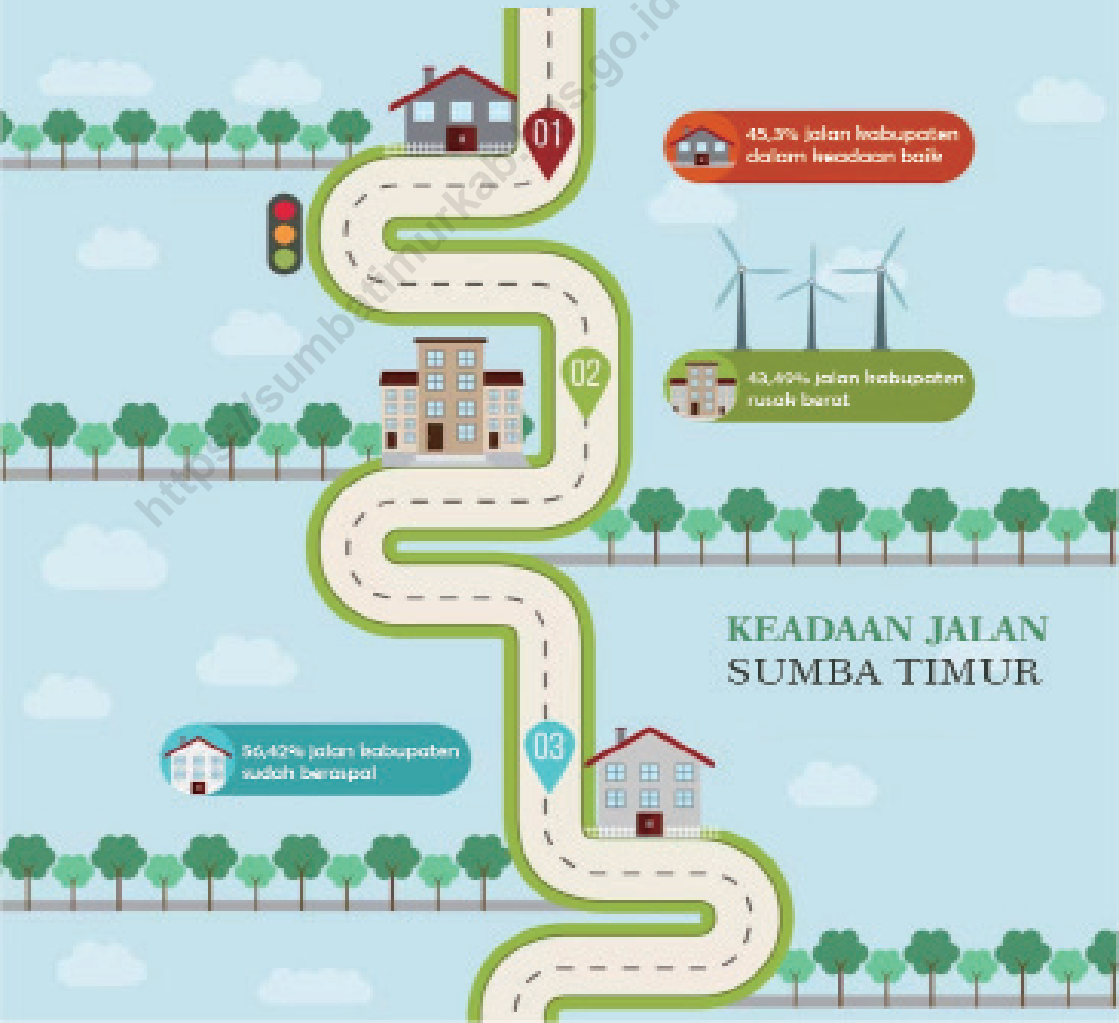 https://sumbatimurkab.bps.go.id
01
45,3% jalan kabupaten
dalam keadaan baik
02
43,49% jalan kabupaten
rusak berat
KEADAAN JALAN
SUMBA TIMUR
03
56,42% jalan kabupaten
sudah beraspal